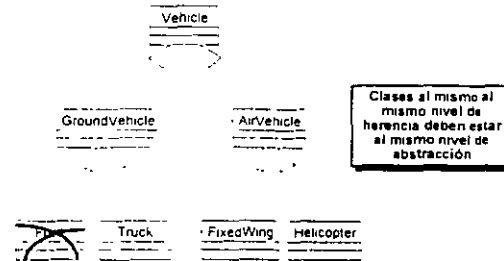 Vehicle
GroundVehicle
AirVehicle
Clases al mismo al
mismo nivel de
herencia deben estar
al mismo nivel de
abstracción
Truck
FixedWing
Helicopter